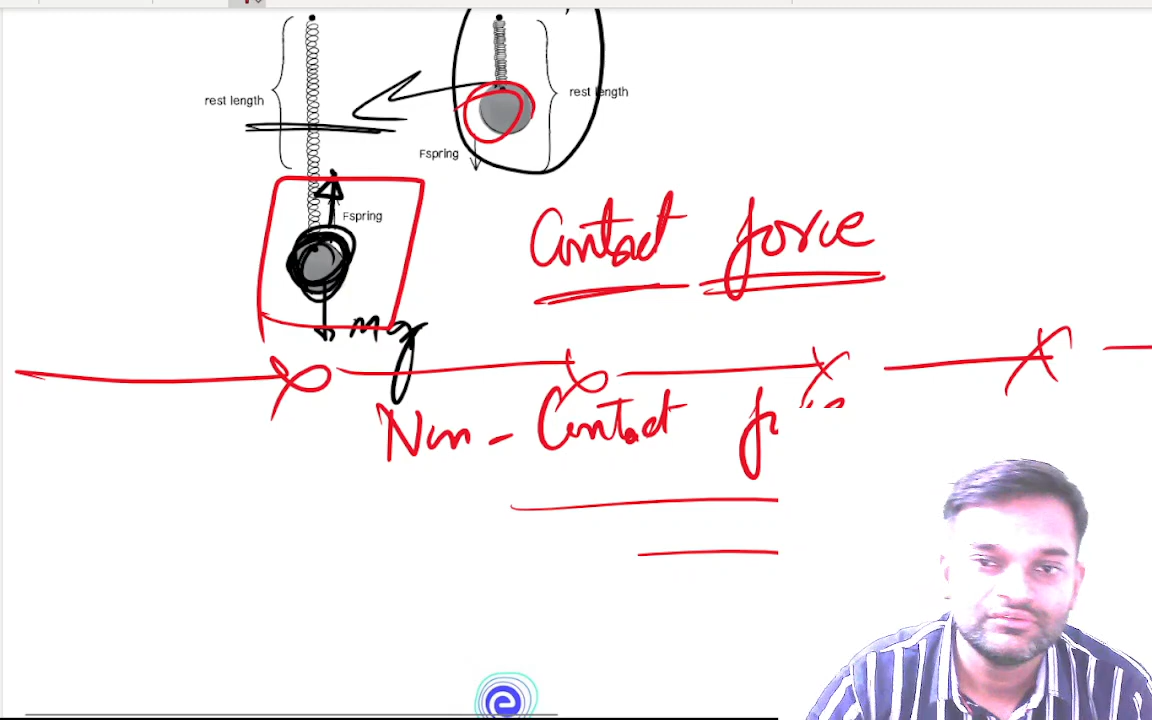 rest length
rest length
Fspring
Fspring
Contact force
Mg
Non - Contact